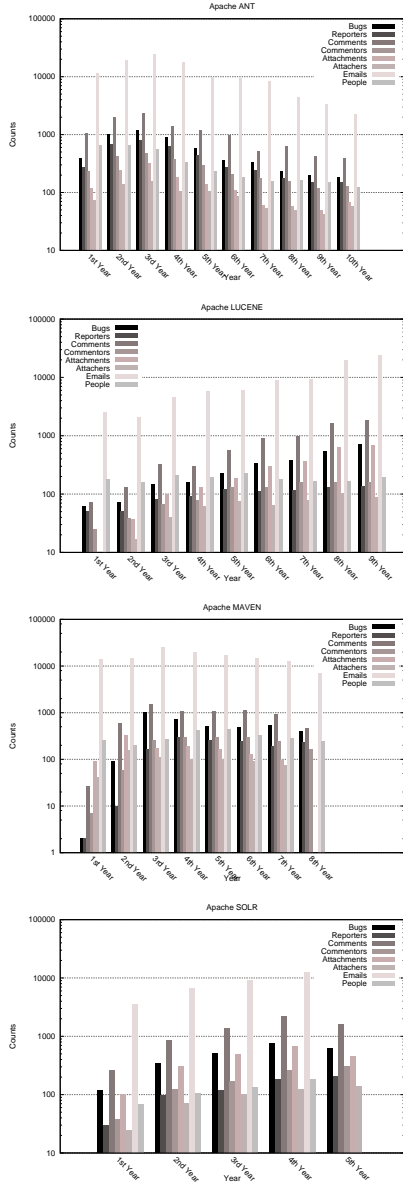 Apache ANT
100000
10000
1000
100
10
Counts
Bugs
Reporters
Comments
Commentors
Attachments
Attachers
Emails
People
1st Year
2nd Year
3rd Year
4th Year
5th Year
6th Year
7th Year
8th Year
9th Year
10th Year
Year
Apache LUCENE
100000
10000
1000
100
10
Counts
Bugs
Reporters
Comments
Commentors
Attachments
Attachers
Emails
People
1st Year
2nd Year
3rd Year
4th Year
5th Year
6th Year
7th Year
8th Year
9th Year
Year
Apache MAVEN
100000
10000
1000
100
10
1
Counts
Bugs
Reporters
Comments
Commentors
Attachments
Attachers
Emails
People
1st Year
2nd Year
3rd Year
4th Year
5th Year
6th Year
7th Year
8th Year
Year
Apache SOLR
100000
10000
1000
100
10
Counts
Bugs
Reporters
Comments
Commentors
Attachments
Attachers
Emails
People
1st Year
2nd Year
3rd Year
4th Year
5th Year
Year